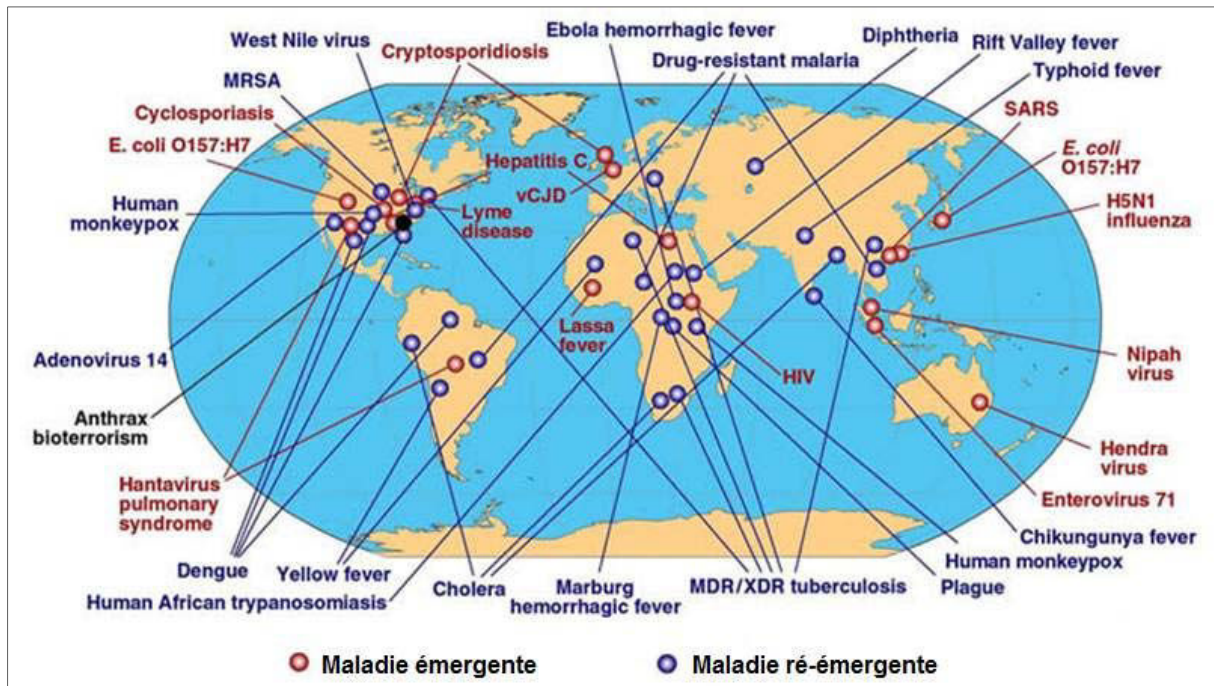 Ebola hemorrhagic fever
Diphtheria
West Nile virus
Cryptosporidiosis
Rift Valley fever
Drug-resistant malaria
MRSA
Typhoid fever
Cyclosporiasis
SARS
E. coli O157:H7
Hepatitis C
E. coli
O157:H7
vCJD
Human
monkeypox
Lyme
disease
H5N1
influenza
Lassa
fever
Adenovirus 14
HIV
Nipah
virus
Anthrax
bioterrorism
Hendra
virus
Hantavirus
pulmonary
syndrome
Enterovirus 71
Chikungunya fever
Dengue
Yellow fever
Human monkeypox
Cholera
Marburg
hemorrhagic fever
MDR/XDR tuberculosis
Plague
Human African trypanosomiasis
Maladie émergente
Maladie ré-émergente